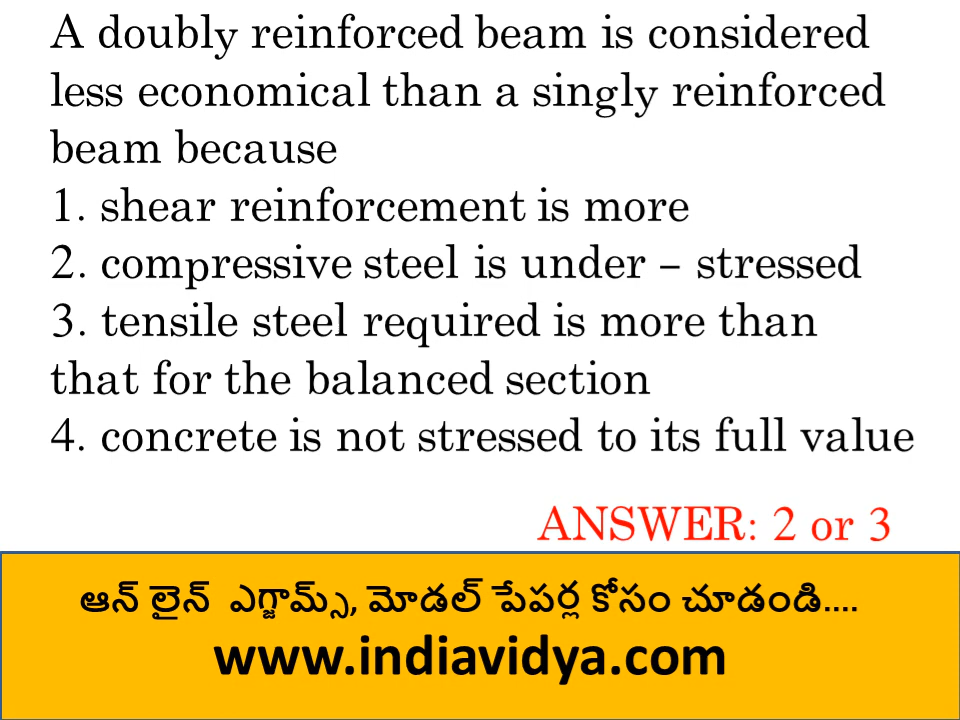 A doubly reinforced beam is considered
less economical than a singly reinforced
beam because
1. shear reinforcement is more
2. compressive steel is under – stressed
3. tensile steel required is more than
that for the balanced section
4. concrete is not stressed to its full value
ANSWER: 2 or 3
ఆన్ లైన్ ఎగ్జామ్స్, మోడల్ పేపర్ల కోసం చూడండి....
www.indiavidya.com